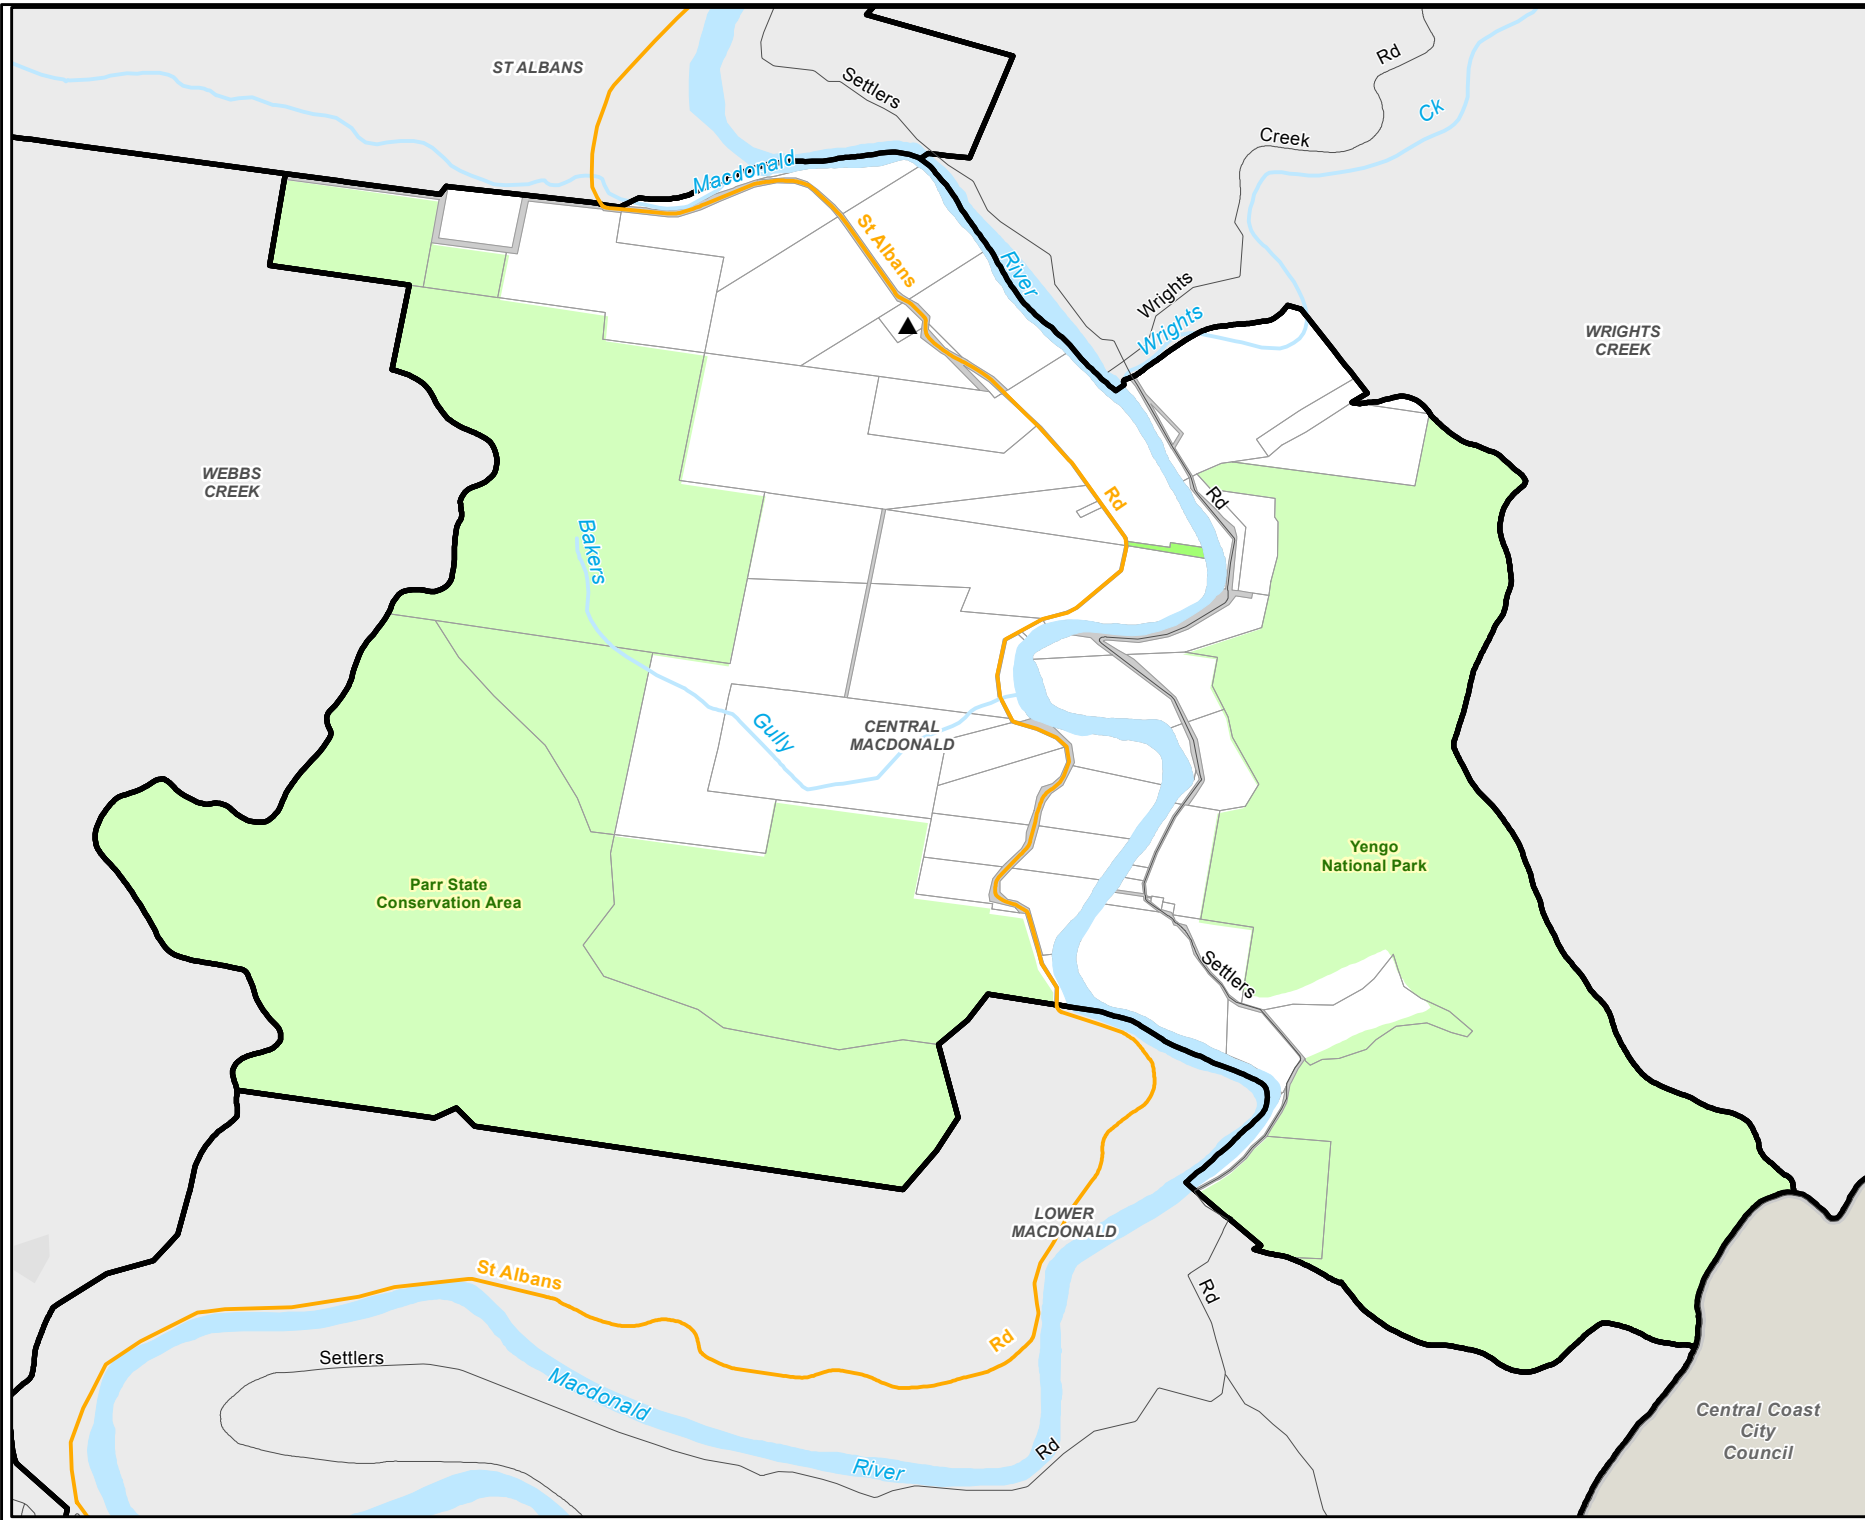 ST ALBANS
Settlers
Rd
Ck
Creek
Macdonald
St Albans
River
Wrights
Wrights
WRIGHTS
CREEK
WEBBS
CREEK
Rd
Rd
Bakers
Gully
CENTRAL
MACDONALD
Yengo
National Park
Parr State
Conservation Area
Settlers
LOWER
MACDONALD
St Albans
Rd
Rd
Settlers
Macdonald
River
Rd
Central Coast
City
Council